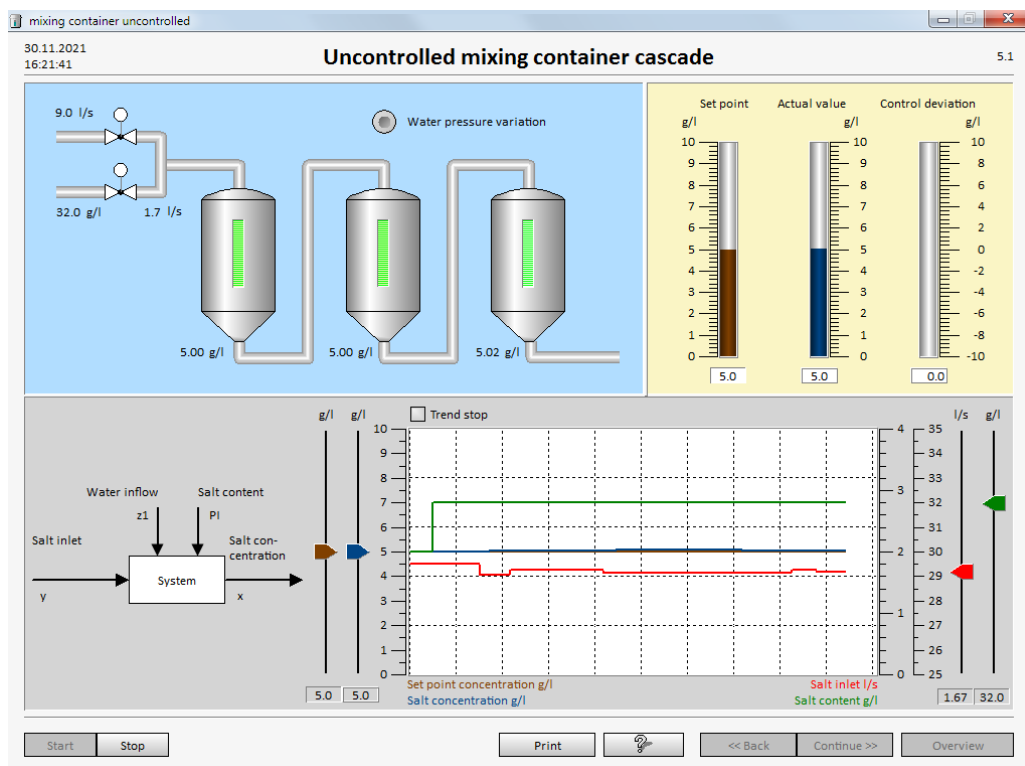 mixing container uncontrolled
30.11.2021
16:21:41
Uncontrolled mixing container cascade
5.1
9.0 l/s
Water pressure variation
32.0 g/l
1.7 l/s
5.00 g/l
5.00 g/l
5.02 g/l
Set point
Actual value
Control deviation
g/l
g/l
g/l
10
9
8
7
6
5
4
3
2
1
0
10
9
8
7
6
5
4
3
2
1
0
10
8
6
4
2
0
-2
-4
-6
-8
-10
5.0
5.0
0.0
Water inflow
Salt content
z1
PI
Salt inlet
Salt con-
centration
System
y
x
g/l
g/l
Trend stop
l/s
g/l
10
9
8
7
6
5
4
3
2
1
0
4
3
2
1
0
35
34
33
32
31
30
29
28
27
26
25
5.0
5.0
Set point concentration g/l
Salt inlet l/s
Salt concentration g/l
Salt content g/l
1.67
32.0
Start
Stop
Print
?
<< Back
Continue >>
Overview